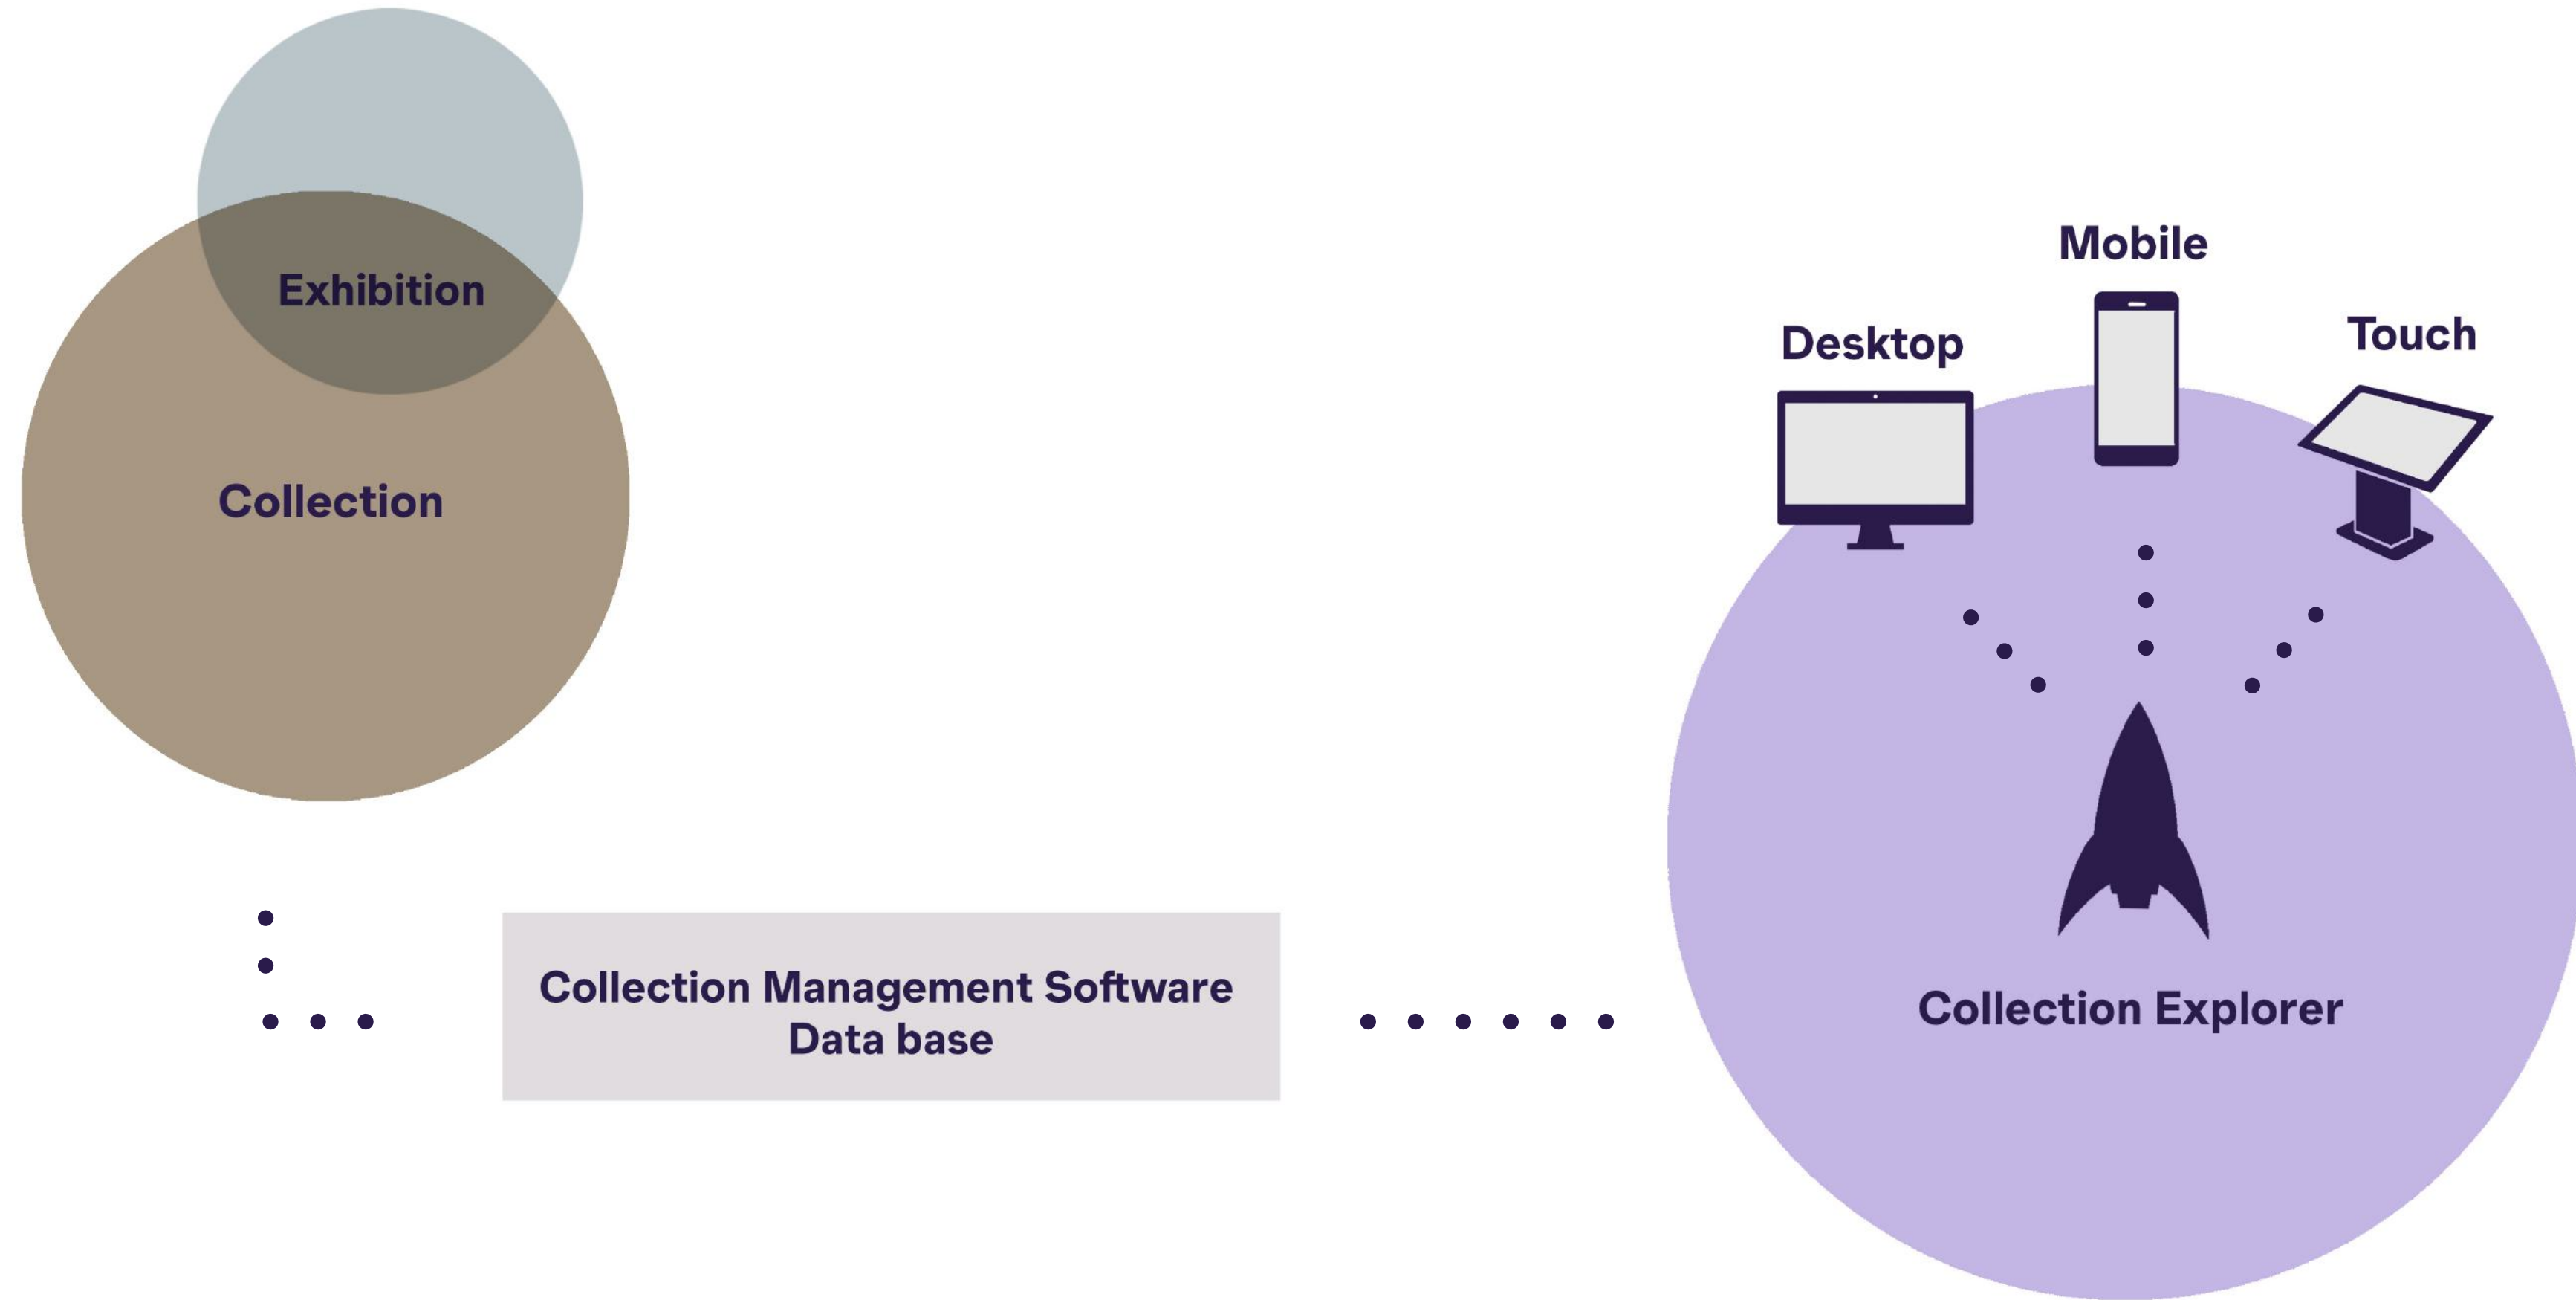 Exhibition
Collection
Mobile
Desktop
Touch
Collection Management Software
Data base
Collection Explorer